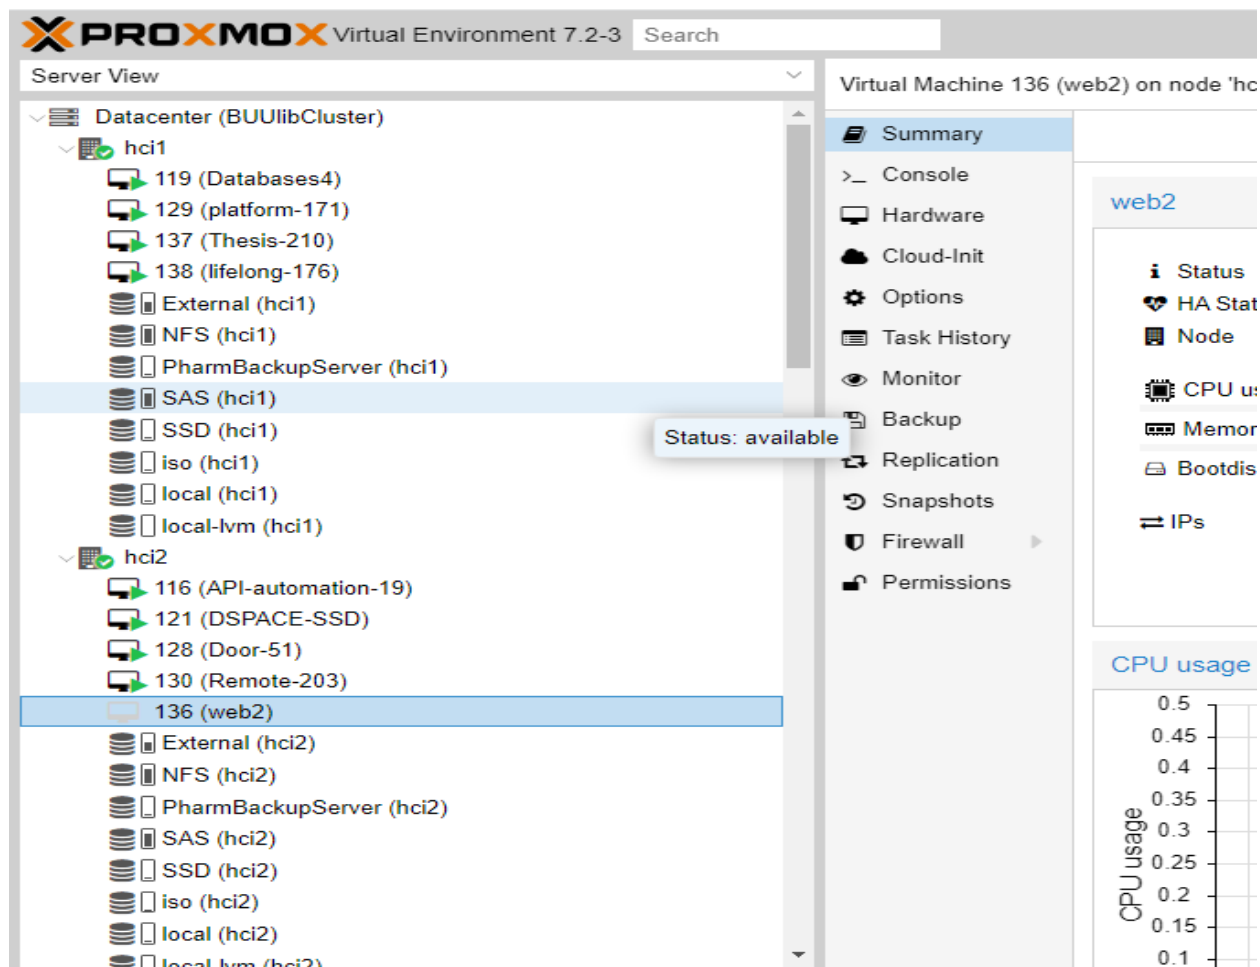 PROXMOX Virtual Environment 7.2-3 Search
Server View
Datacenter (BUUlibCluster)
hci1
119 (Databases4)
129 (platform-171)
137 (Thesis-210)
138 (lifelong-176)
External (hci1)
NFS (hci1)
PharmBackupServer (hci1)
SAS (hci1)
SSD (hci1)
iso (hci1)
local (hci1)
local-lvm (hci1)
hci2
116 (API-automation-19)
121 (DSPACE-SSD)
128 (Door-51)
130 (Remote-203)
136 (web2)
External (hci2)
NFS (hci2)
PharmBackupServer (hci2)
SAS (hci2)
SSD (hci2)
iso (hci2)
local (hci2)
local-lvm (hci2)
Status: available
Virtual Machine 136 (web2) on node 'hc
Summary
>_ Console
Hardware
Cloud-Init
Options
Task History
Monitor
Backup
Replication
Snapshots
Firewall
Permissions
web2
Status
HA Stat
Node
CPU us
Memor
Bootdis
IPs
CPU usage
CPU usage
0.5
0.45
0.4
0.35
0.3
0.25
0.2
0.15
0.1